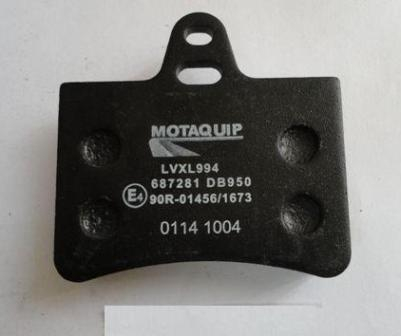 MOTAQUIP
LVXL994
687281 DB950
E4 90R-01456/1673
0114 1004